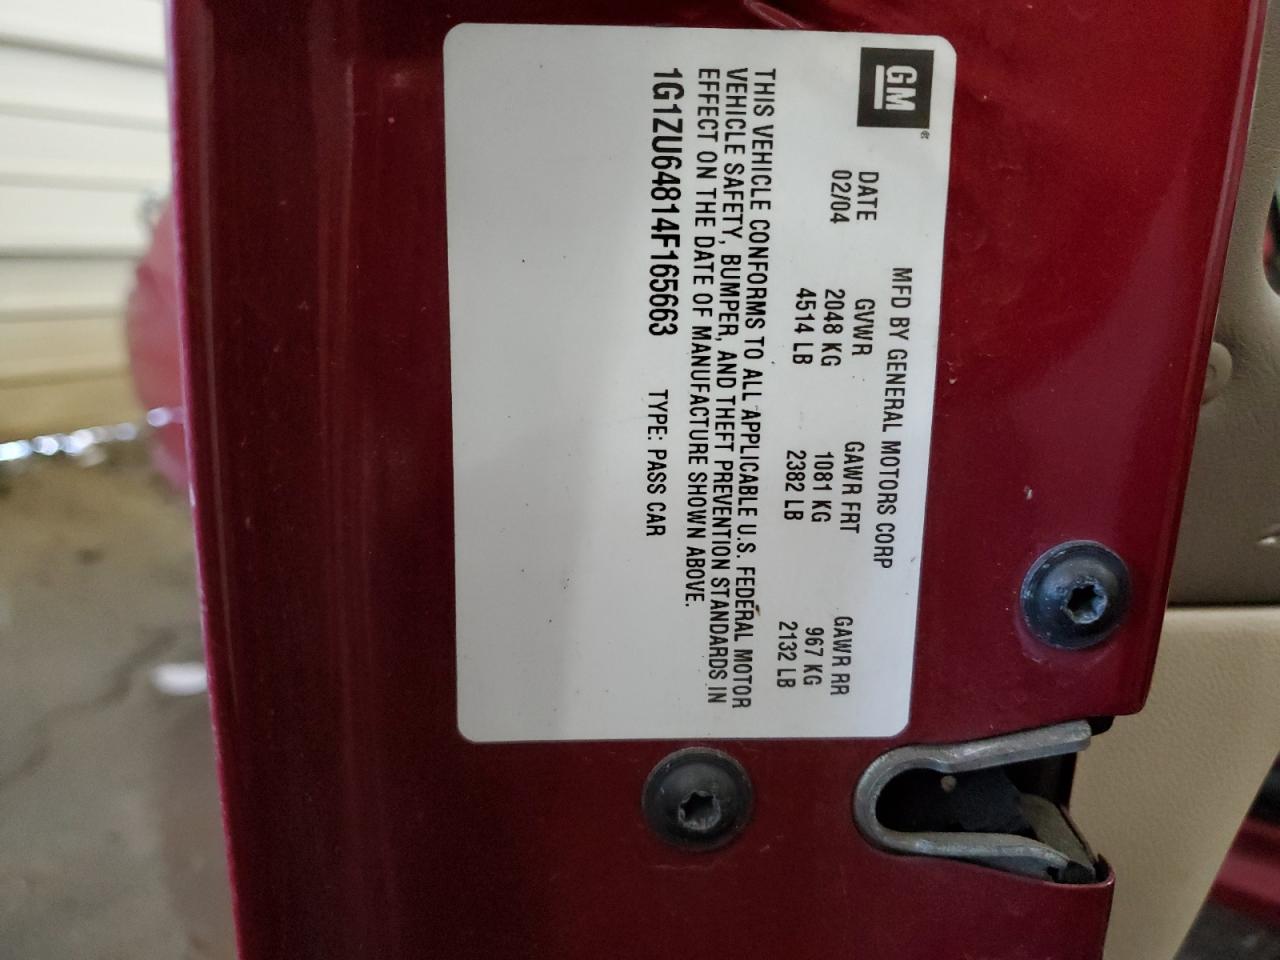 GM
MFD BY GENERAL MOTORS CORP
DATE GVWR GAWR FRT GAWR RR
02/04 2048 KG 1081 KG 967 KG
4514 LB 2382 LB 2132 LB
THIS VEHICLE CONFORMS TO ALL APPLICABLE U.S. FEDERAL MOTOR
VEHICLE SAFETY, BUMPER, AND THEFT PREVENTION STANDARDS IN
EFFECT ON THE DATE OF MANUFACTURE SHOWN ABOVE.
1G1ZU64814F165663 TYPE: PASS CAR